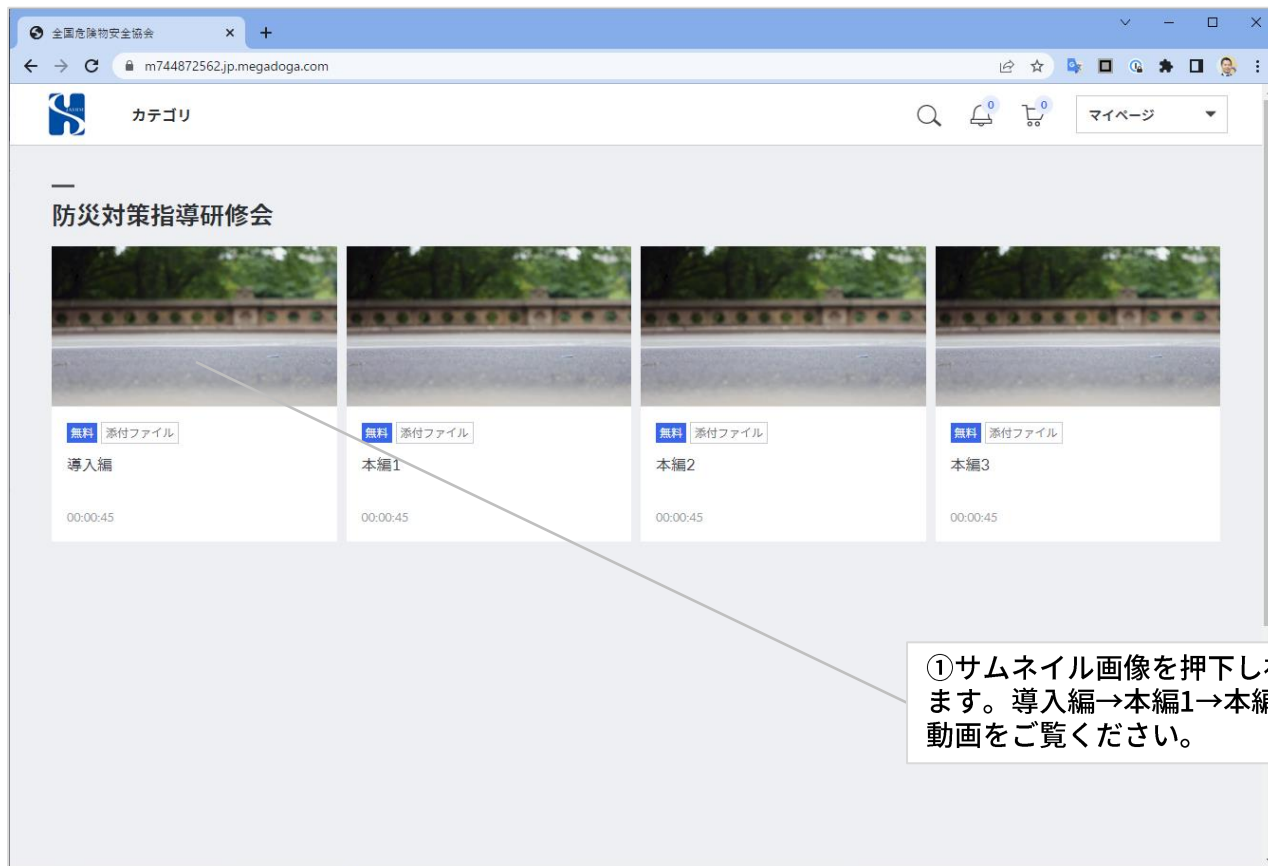 全国危険物安全協会
m744872562.jp.megadoga.com
カテゴリ
0
0
マイページ
防災対策指導研修会
無料 添付ファイル
導入編
00:00:45
無料 添付ファイル
本編1
00:00:45
無料 添付ファイル
本編2
00:00:45
無料 添付ファイル
本編3
00:00:45
①サムネイル画像を押下し
ます。導入編→本編1→本編
動画をご覧ください。